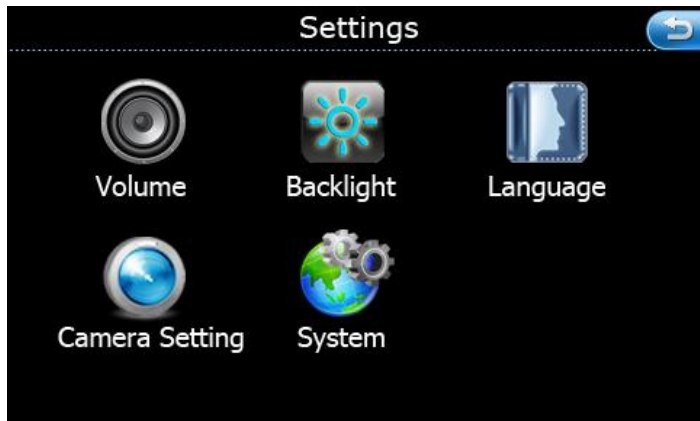 Settings
Volume
Backlight
Language
Camera Setting
System